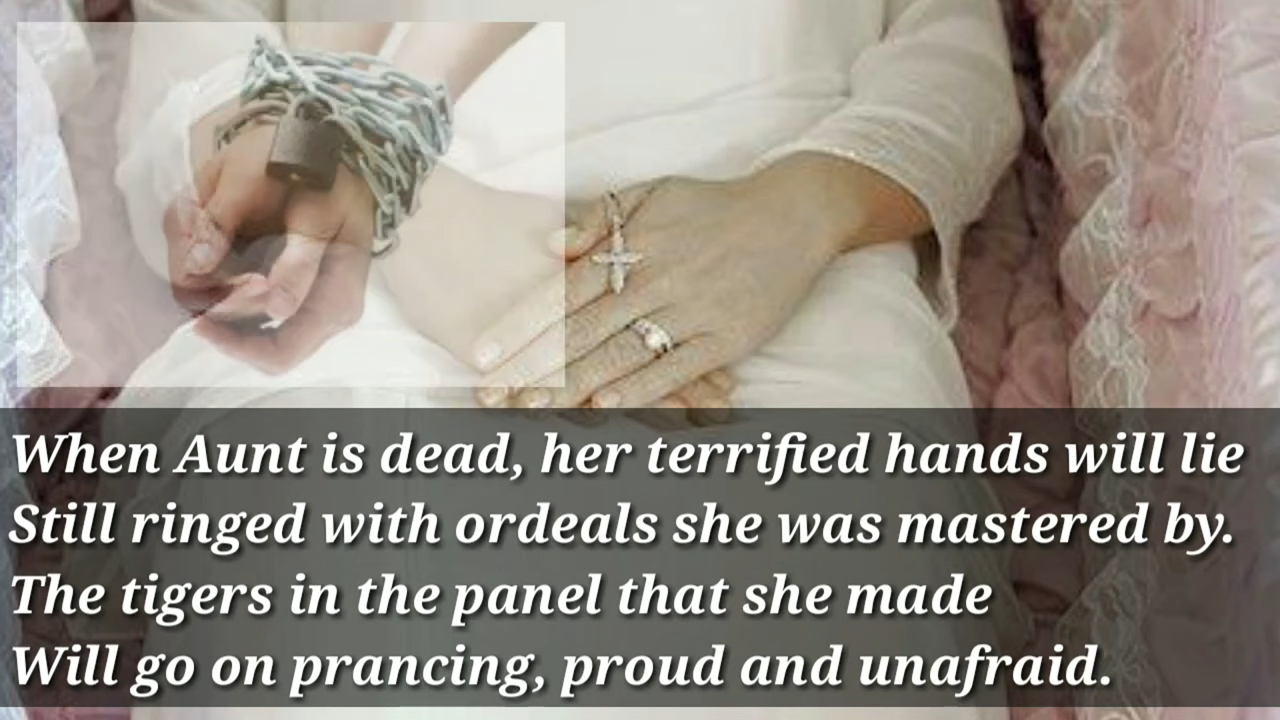 When Aunt is dead, her terrified hands will lie
Still ringed with ordeals she was mastered by.
The tigers in the panel that she made
Will go on prancing, proud and unafraid.